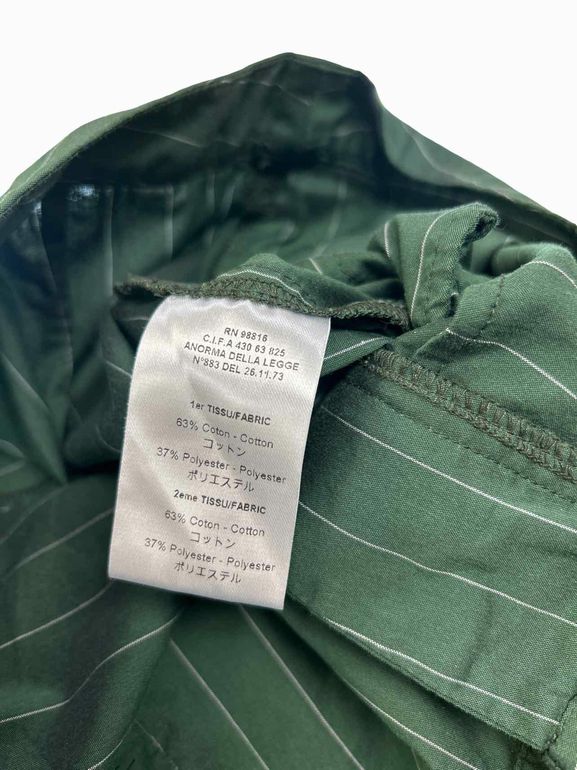 RN 98816
C.I.F.A 430 63 825
ANORMA DELLA LEGGE
N°883 DEL 26.11.73
1er TISSU/FABRIC
63% Coton - Cotton
コットン
37% Polyester - Polyester
ポリエステル
2eme TISSU/FABRIC
63% Coton - Cotton
コットン
37% Polyester - Polyester
ポリエステル